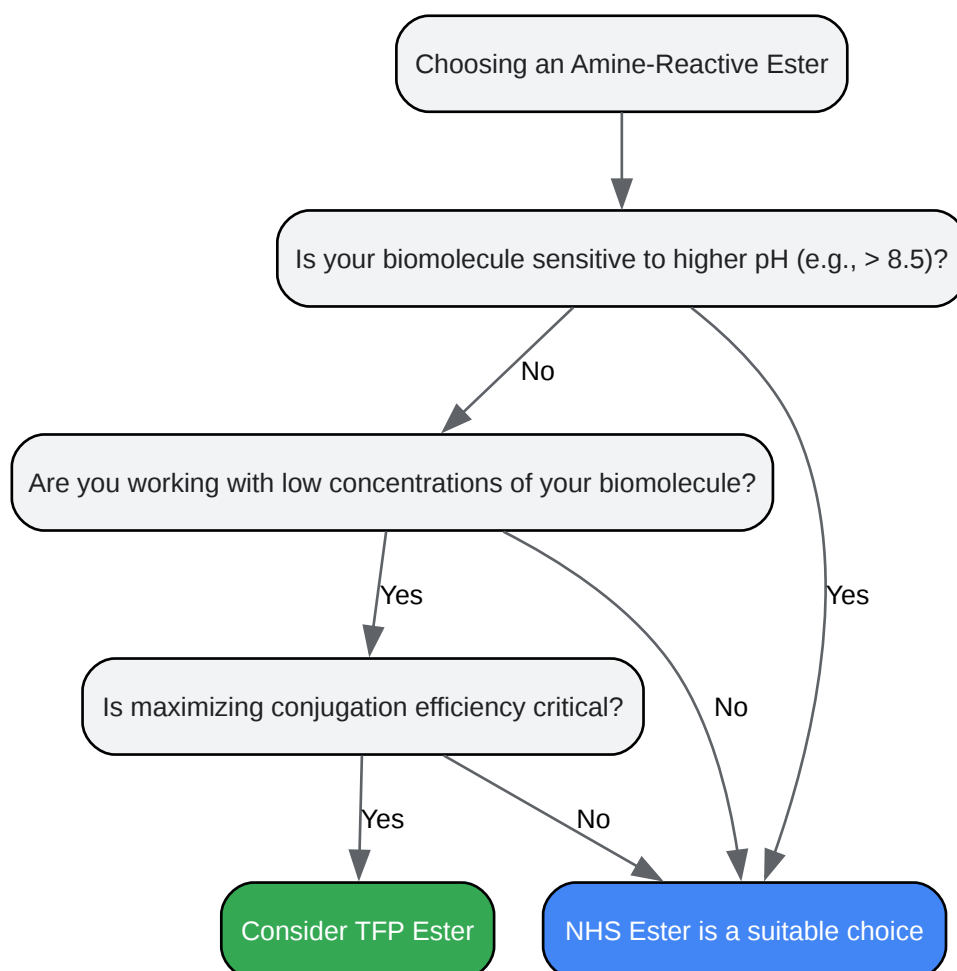 Choosing an Amine-Reactive Ester
Is your biomolecule sensitive to higher pH (e.g., > 8.5)?
No
Are you working with low concentrations of your biomolecule?
Yes
Yes
Is maximizing conjugation efficiency critical?
No
Yes
No
Consider TFP Ester
NHS Ester is a suitable choice